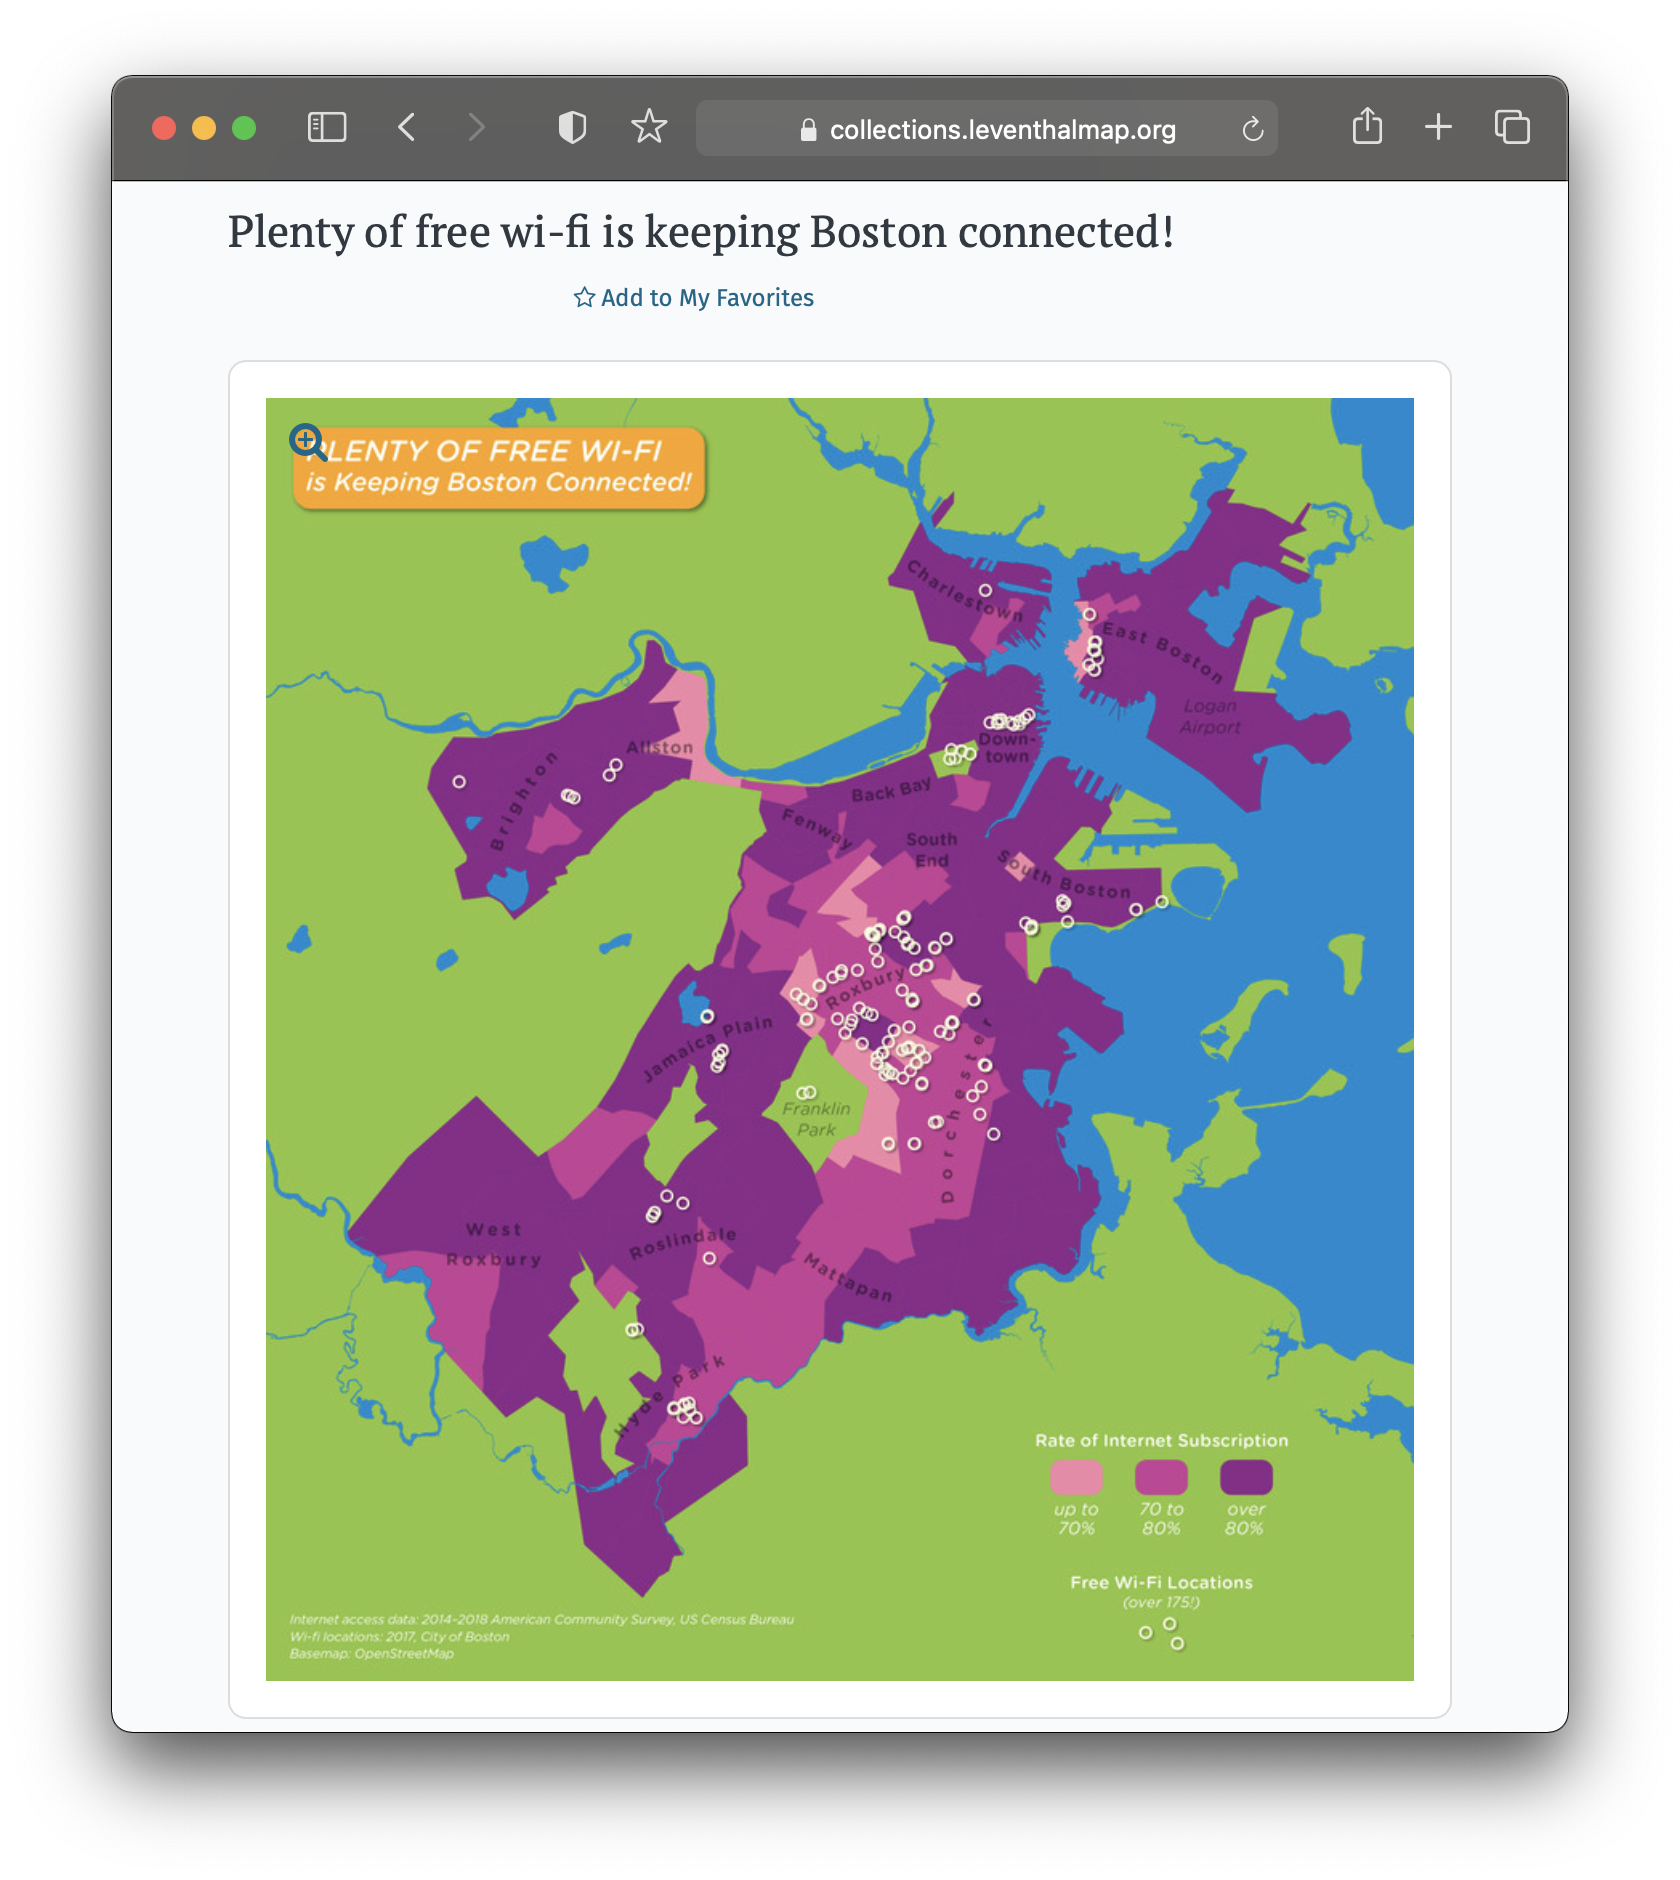 collections.leventhalmap.org
Plenty of free wi-fi is keeping Boston connected!
Add to My Favorites
PLENTY OF FREE WI-FI
is Keeping Boston Connected!
Charlestown
East Boston
Logan
Airport
Allston
Down-
town
Brighton
Back Bay
Fenway
South
End
South Boston
Roxbury
Jamaica Plain
Dorchester
Franklin
Park
West
Roxbury
Roslindale
Mattapan
Hyde Park
Rate of Internet Subscription
up to
70%
70 to
80%
over
80%
Free Wi-Fi Locations
(over 175!)
Internet access data: 2014-2018 American Community Survey, US Census Bureau
Wi-fi locations: 2017, City of Boston
Basemap: OpenStreetMap